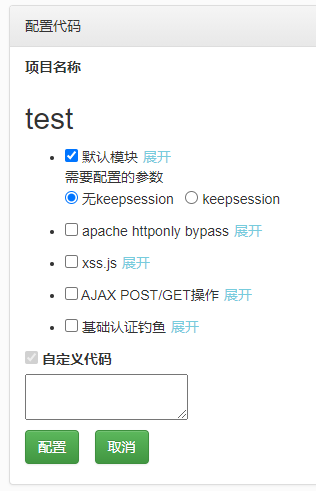 配置代码
项目名称
test
默认模块 展开
需要配置的参数
无keepsession keepsession
apache httponly bypass 展开
xss.js 展开
AJAX POST/GET操作 展开
基础认证钓鱼 展开
自定义代码
配置 取消